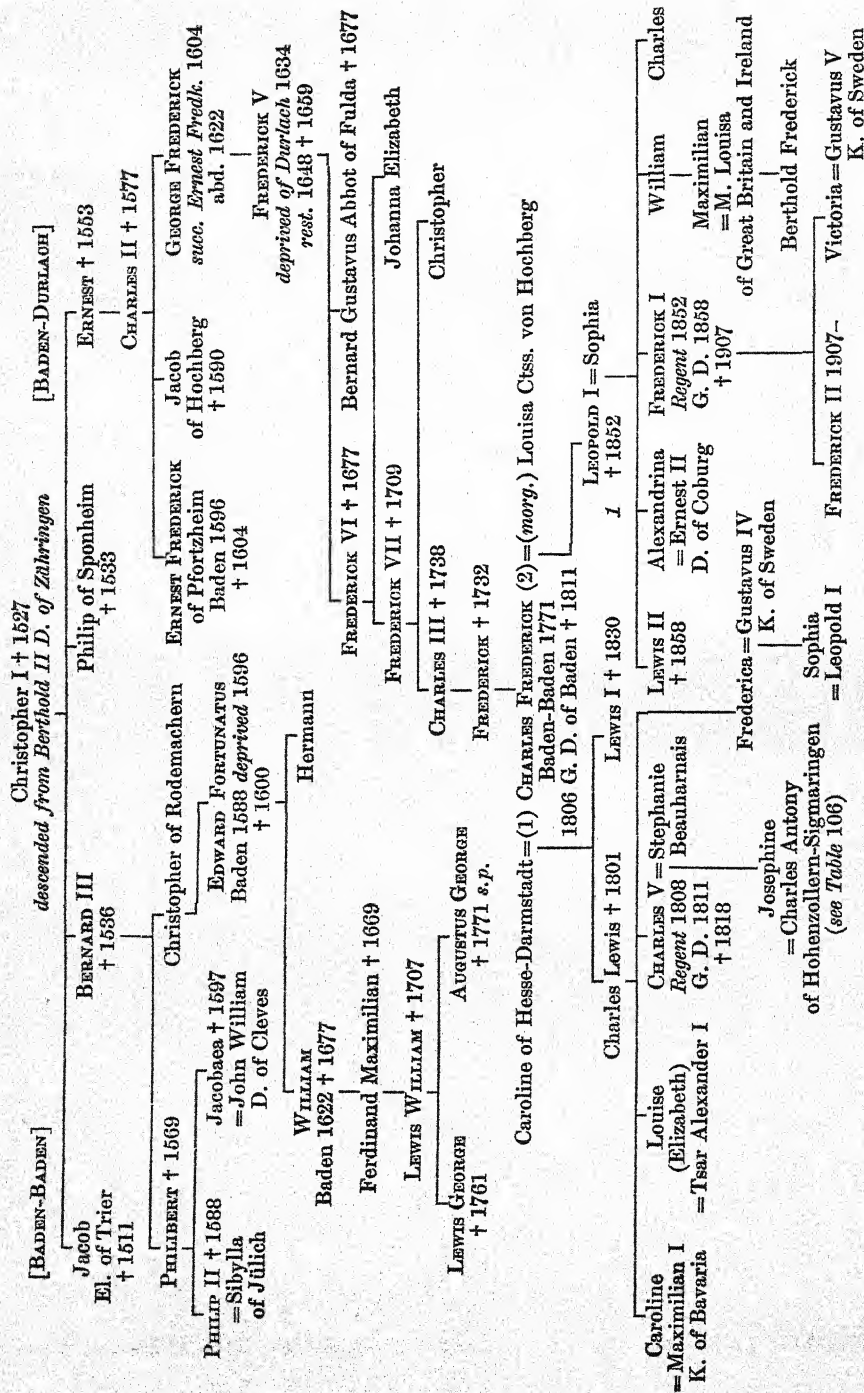 Christopher I † 1527
descended from Berthold II D. of Zähringen
[BADEN-BADEN]
[BADEN-DURLACH]
Jacob
El. of Trier
† 1511
BERNARD III
† 1536
Philip of Sponheim
† 1533
ERNEST † 1553
CHARLES II † 1577
PHILIBERT † 1569
Christopher of Rodemachern
ERNEST FREDERICK
of Pfortzheim
Baden 1596
† 1604
Jacob
of Hochberg
† 1590
GEORGE FREDERICK
succ. Ernest Fredk. 1604
abd. 1622
PHILIP II † 1588
=Sibylla
of Jülich
Jacobaea † 1597
=John William
D. of Cleves
EDWARD FORTUNATUS
Baden 1588 deprived 1596
† 1600
FREDERICK V
deprived of Durlach 1634
rest. 1648 † 1659
WILLIAM
Baden 1622 † 1677
Hermann
FREDERICK VI † 1677
Bernard Gustavus Abbot of Fulda † 1677
Ferdinand Maximilian † 1669
FREDERICK VII † 1709
Johanna Elizabeth
LEWIS WILLIAM † 1707
CHARLES III † 1738
Christopher
LEWIS GEORGE
† 1761
AUGUSTUS GEORGE
† 1771 s.p.
FREDERICK † 1732
Caroline of Hesse-Darmstadt=(1) CHARLES FREDERICK (2)=(morg.) Louisa Ctss. von Hochberg
Baden-Baden 1771
1806 G. D. of Baden † 1811
Charles Lewis † 1801
LEWIS I † 1830
LEOPOLD I=Sophia
1
† 1852
Caroline
=Maximilian I
K. of Bavaria
Louise
(Elizabeth)
=Tsar Alexander I
CHARLES V=Stephanie
Regent 1808 Beauharnais
G. D. 1811
† 1818
Frederica=Gustavus IV
K. of Sweden
LEWIS II
† 1858
Alexandrina
=Ernest II
D. of Coburg
FREDERICK I
Regent 1852
G. D. 1858
† 1907
William
Charles
Maximilian
=M. Louisa
of Great Britain and Ireland
Josephine
=Charles Antony
of Hohenzollern-Sigmaringen
(see Table 106)
Sophia
=Leopold I
Berthold Frederick
FREDERICK II 1907–
Victoria=Gustavus V
K. of Sweden